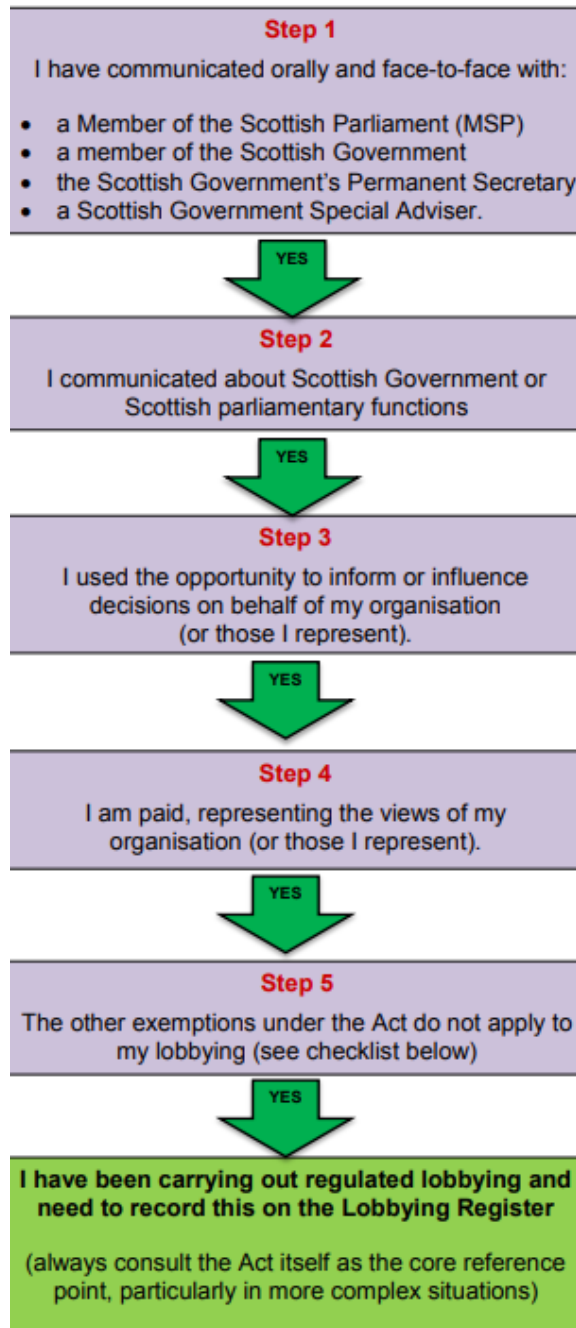 Step 1
I have communicated orally and face-to-face with:
• a Member of the Scottish Parliament (MSP)
• a member of the Scottish Government
• the Scottish Government's Permanent Secretary
• a Scottish Government Special Adviser.
YES
Step 2
I communicated about Scottish Government or
Scottish parliamentary functions
YES
Step 3
I used the opportunity to inform or influence
decisions on behalf of my organisation
(or those I represent).
YES
Step 4
I am paid, representing the views of my
organisation (or those I represent).
YES
Step 5
The other exemptions under the Act do not apply to
my lobbying (see checklist below)
YES
I have been carrying out regulated lobbying and
need to record this on the Lobbying Register
(always consult the Act itself as the core reference
point, particularly in more complex situations)